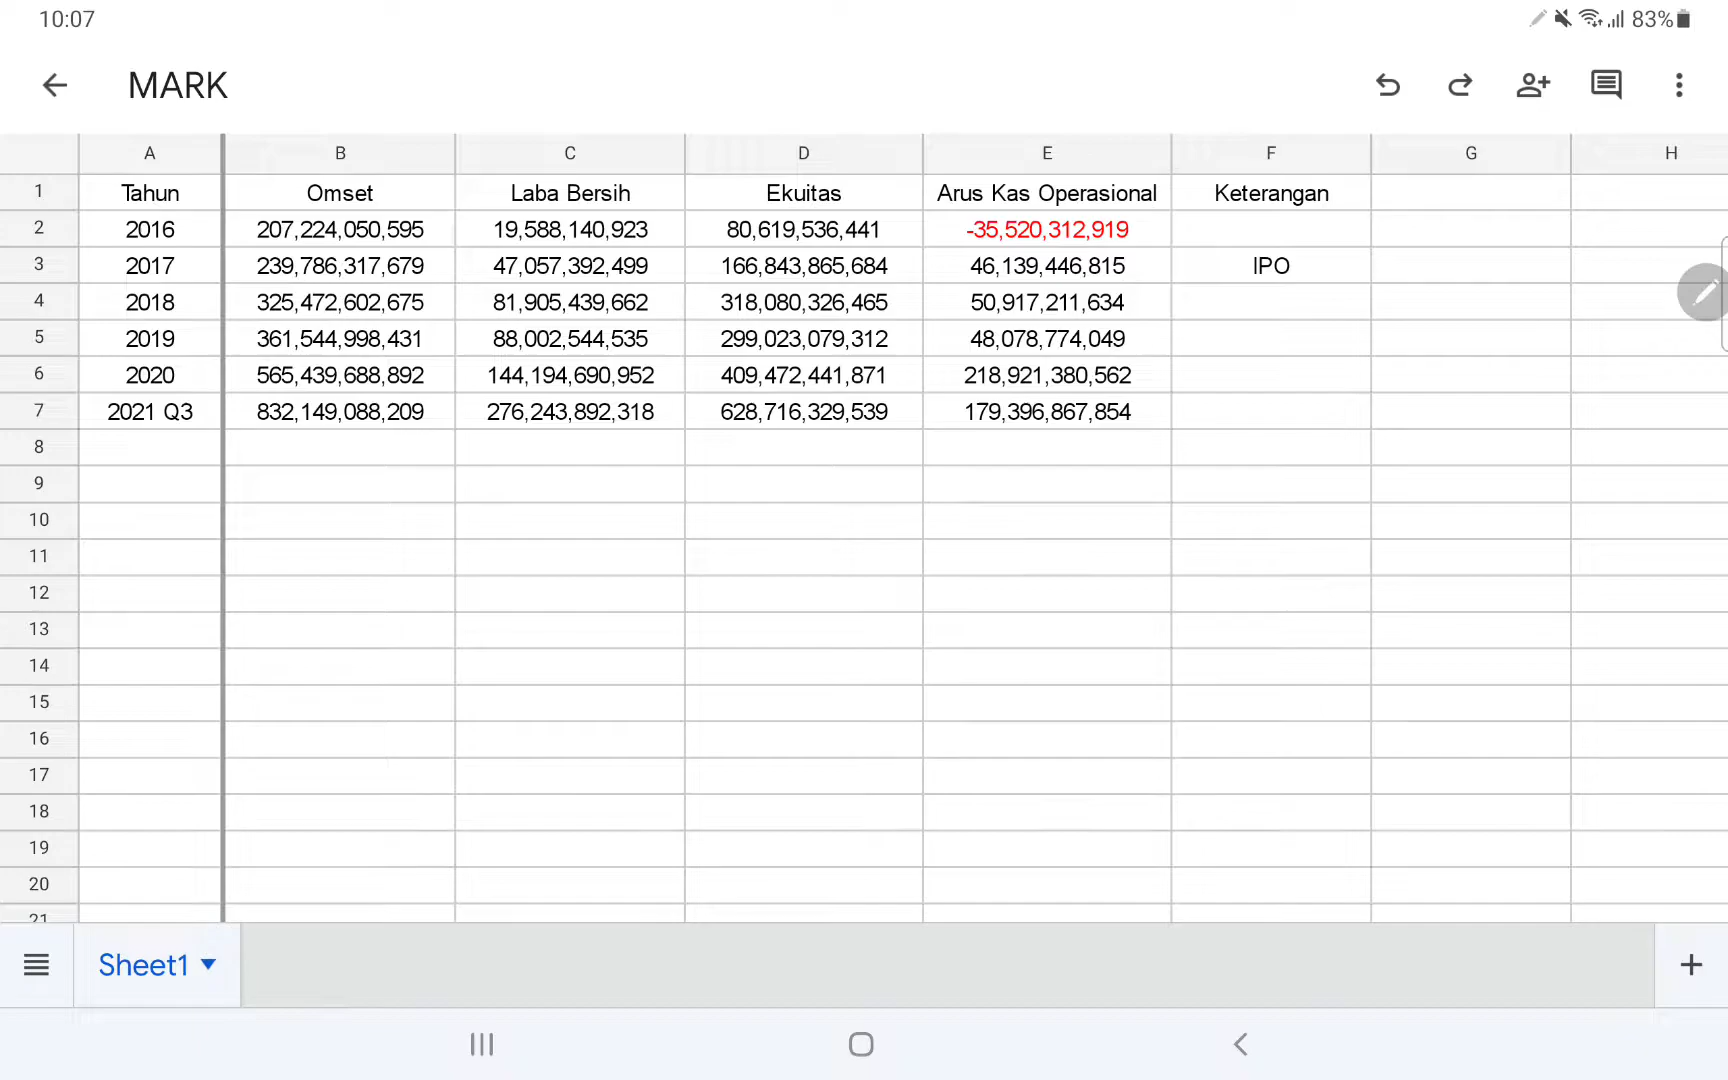 10:07
83%
MARK
A B C D E F G H
1 Tahun Omset Laba Bersih Ekuitas Arus Kas Operasional Keterangan
2 2016 207,224,050,595 19,588,140,923 80,619,536,441 -35,520,312,919
3 2017 239,786,317,679 47,057,392,499 166,843,865,684 46,139,446,815 IPO
4 2018 325,472,602,675 81,905,439,662 318,080,326,465 50,917,211,634
5 2019 361,544,998,431 88,002,544,535 299,023,079,312 48,078,774,049
6 2020 565,439,688,892 144,194,690,952 409,472,441,871 218,921,380,562
7 2021 Q3 832,149,088,209 276,243,892,318 628,716,329,539 179,396,867,854
8
9
10
11
12
13
14
15
16
17
18
19
20
21
Sheet1